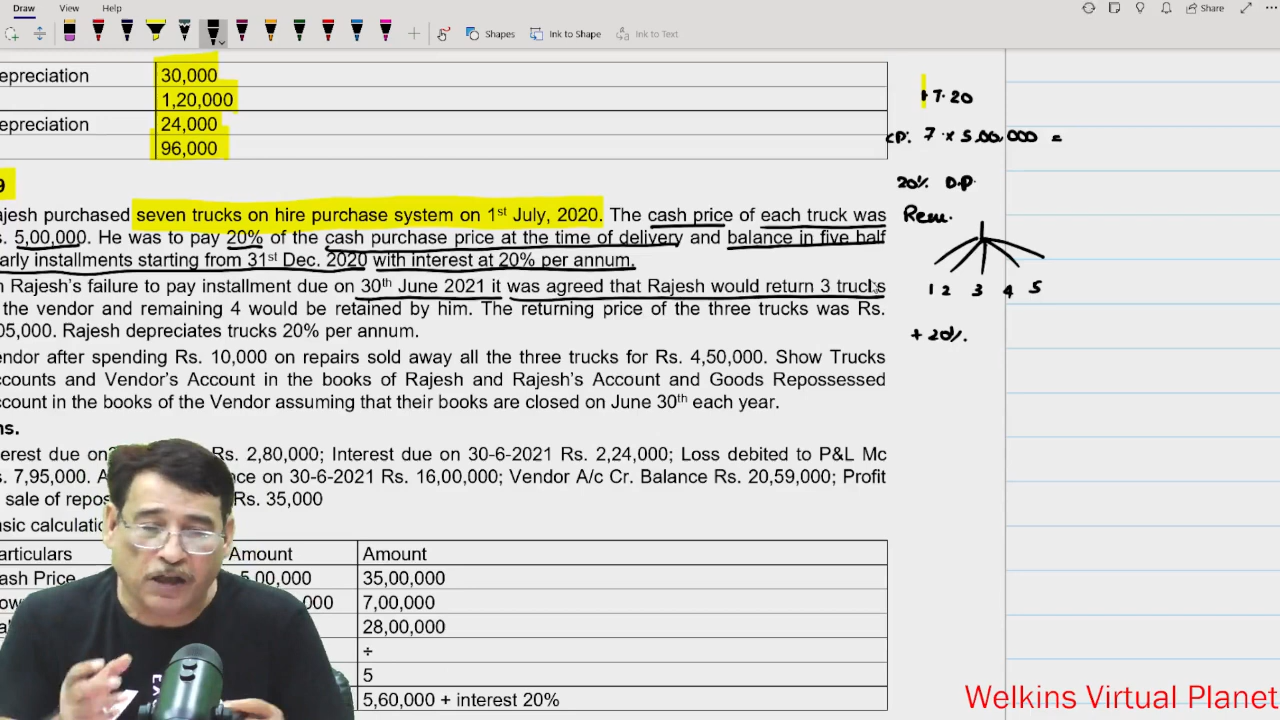 Draw View Help
Share
Shapes Ink to Shape Ink to Text
epreciation 30,000
1,20,000
epreciation 24,000
96,000
9
ajesh purchased seven trucks on hire purchase system on 1st July, 2020. The cash price of each truck was
s. 5,00,000. He was to pay 20% of the cash purchase price at the time of delivery and balance in five half
early installments starting from 31st Dec. 2020 with interest at 20% per annum.
n Rajesh's failure to pay installment due on 30th June 2021 it was agreed that Rajesh would return 3 trucks
the vendor and remaining 4 would be retained by him. The returning price of the three trucks was Rs.
05,000. Rajesh depreciates trucks 20% per annum.
endor after spending Rs. 10,000 on repairs sold away all the three trucks for Rs. 4,50,000. Show Trucks
ccounts and Vendor's Account in the books of Rajesh and Rajesh's Account and Goods Repossessed
ccount in the books of the Vendor assuming that their books are closed on June 30th each year.
ns.
terest due on Rs. 2,80,000; Interest due on 30-6-2021 Rs. 2,24,000; Loss debited to P&L Mc
s. 7,95,000. A nce on 30-6-2021 Rs. 16,00,000; Vendor A/c Cr. Balance Rs. 20,59,000; Profit
sale of repos Rs. 35,000
asic calculatio
articulars Amount Amount
ash Price 5,00,000 35,00,000
ow 000 7,00,000
al 28,00,000
÷
5
5,60,000 + interest 20%
1·7·20
CP: 7 × 5,00,000 =
20% D.P.
Rem.
1 2 3 4 5
+ 20%.
Welkins Virtual Planet